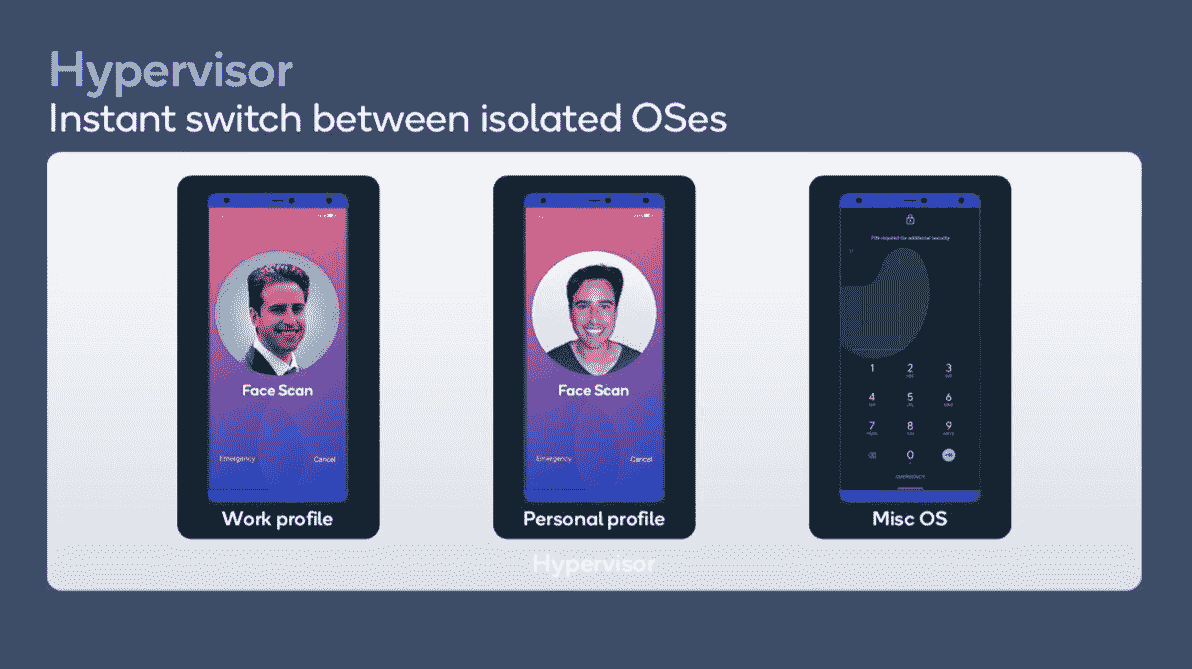 Hypervisor
Instant switch between isolated OSes
Face Scan
Emergency Cancel
Work profile
Face Scan
Emergency Cancel
Personal profile
PIN required for additional security
1 2 3
4 5 6
7 8 9
0
EMERGENCY
Misc OS
Hypervisor